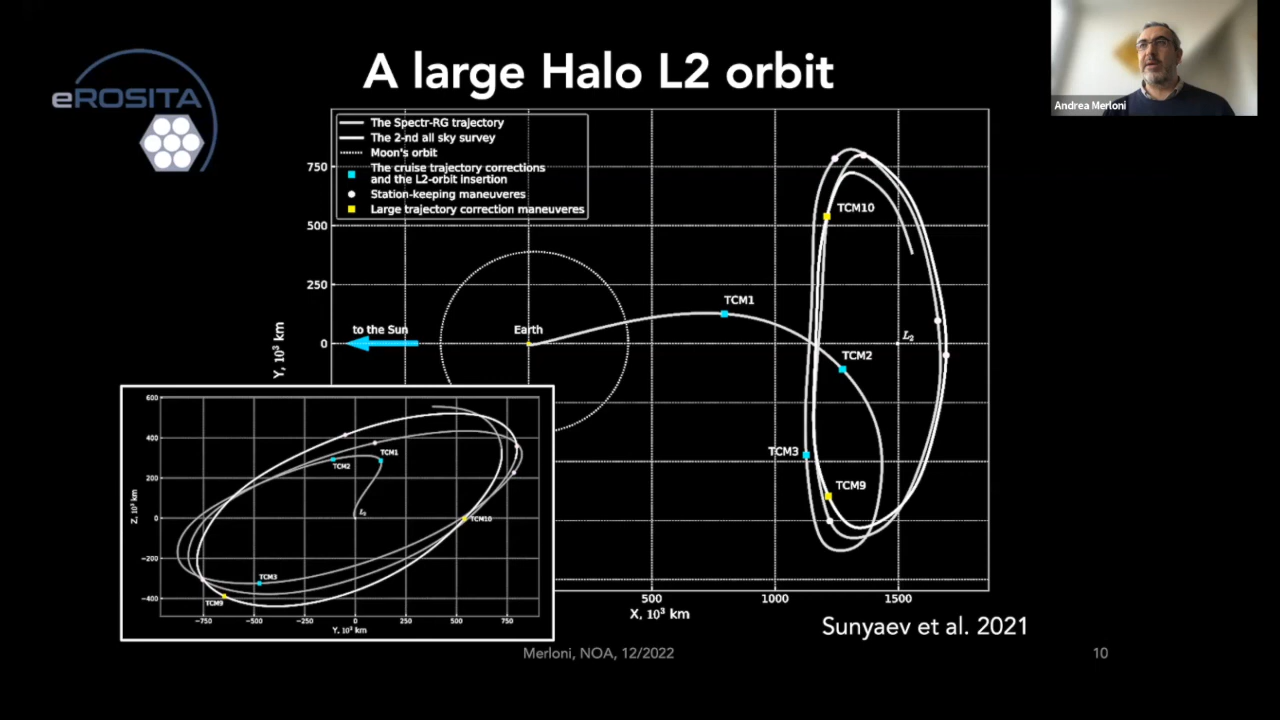 A large Halo L2 orbit
eROSITA
Andrea Merloni
The Spectr-RG trajectory
The 2-nd all sky survey
Moon's orbit
The cruise trajectory corrections
and the L2-orbit insertion
Station-keeping maneuveres
Large trajectory correction maneuveres
750
500
250
0
Y, 10³ km
to the Sun
Earth
TCM1
TCM2
TCM3
TCM9
TCM10
L₂
500
1000
1500
X, 10³ km
600
400
200
0
−200
−400
Z, 10³ km
TCM1
TCM2
TCM10
TCM3
TCM9
−750
−500
−250
0
250
500
750
Y, 10³ km
Sunyaev et al. 2021
Merloni, NOA, 12/2022
10